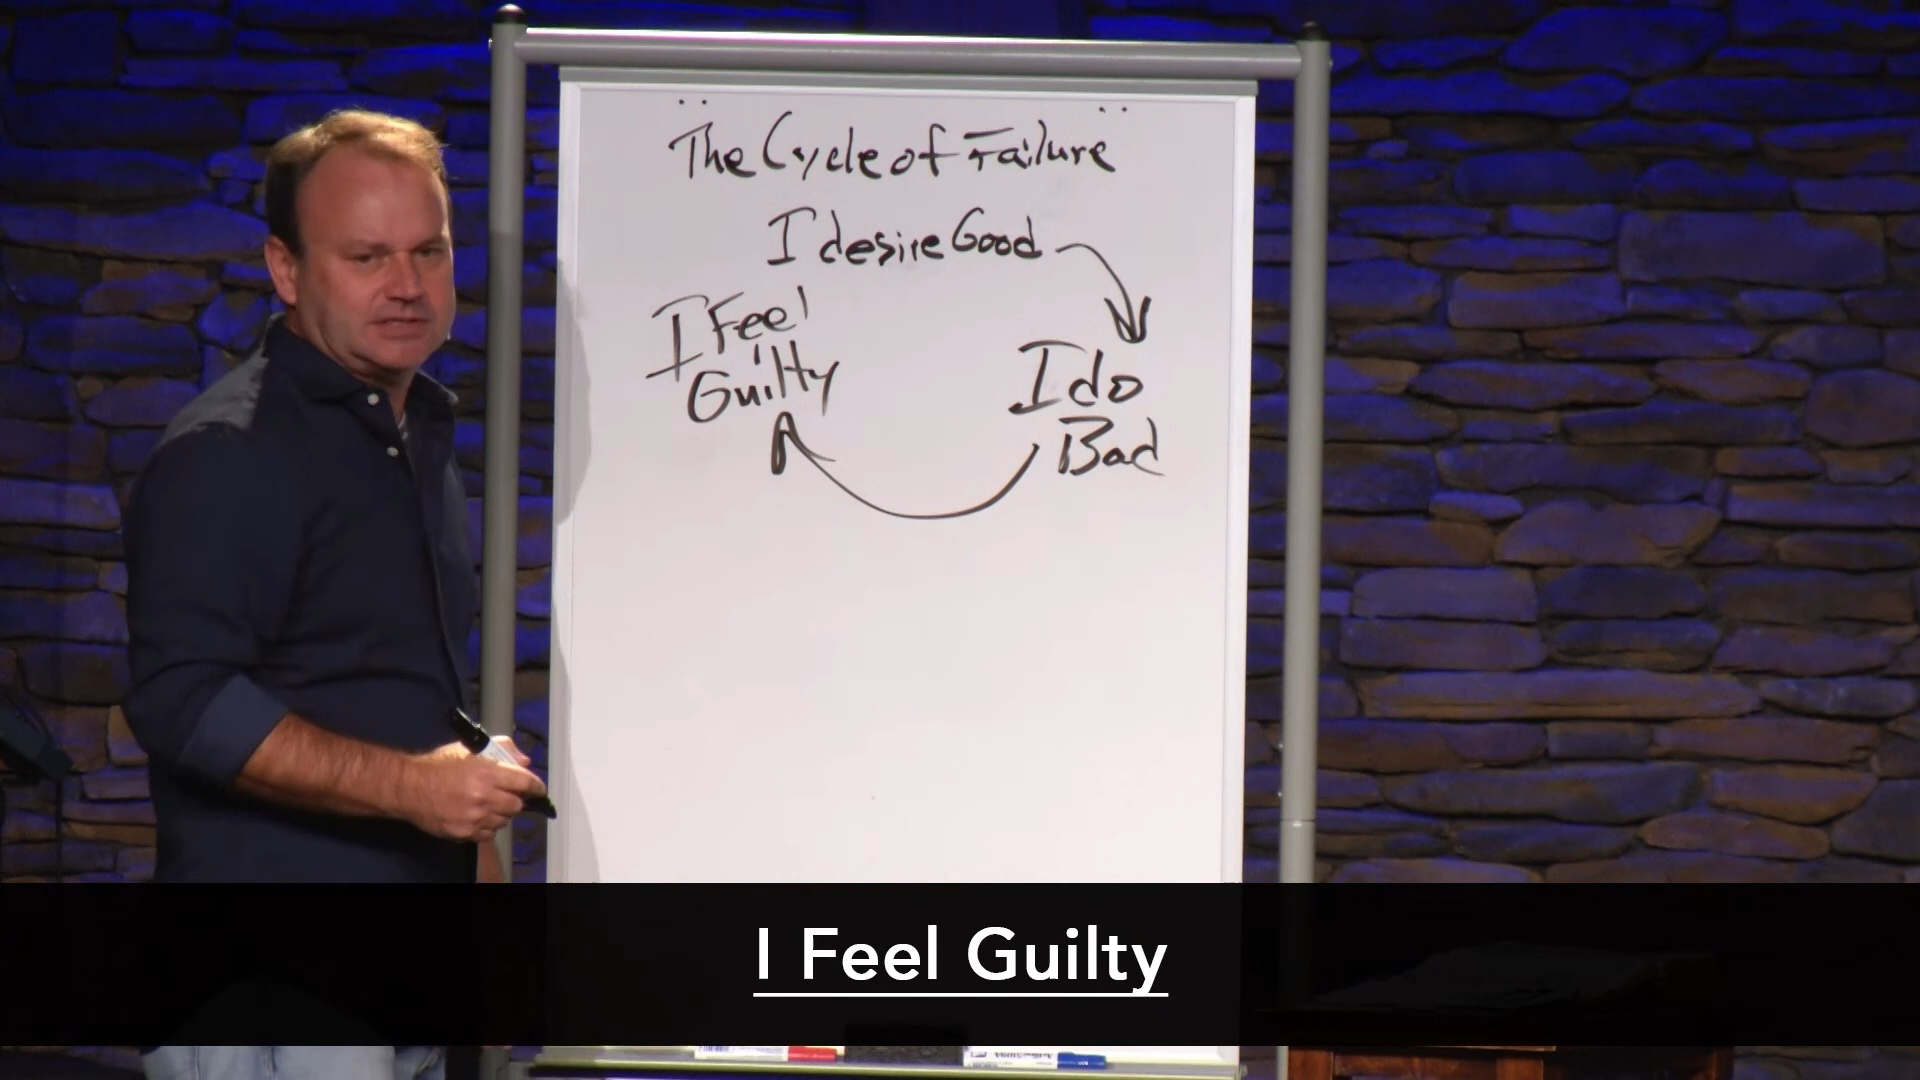 "The Cycle of Failure"
I desire Good
I Feel
Guilty
I do
Bad
I Feel Guilty